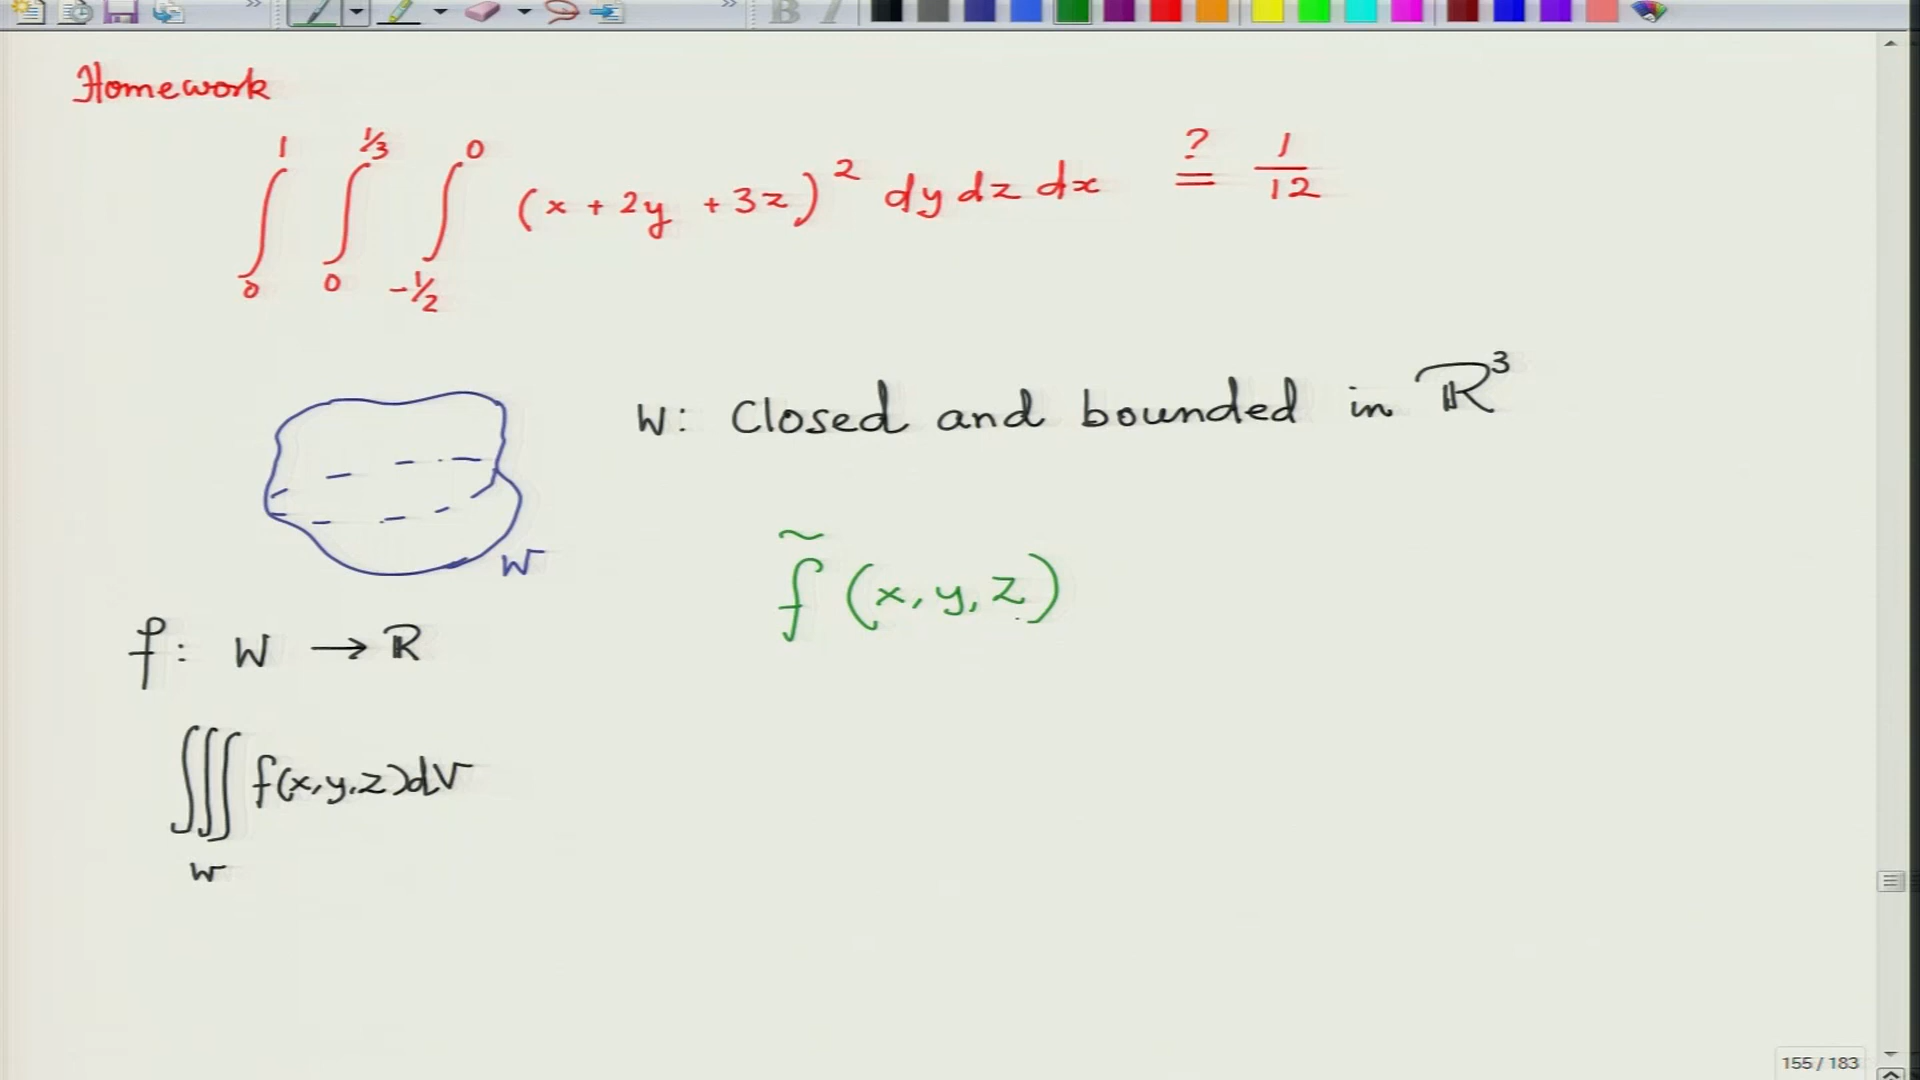 Homework
∫₀¹ ∫₀^{1/3} ∫_{-1/2}^0 (x + 2y + 3z)² dy dz dx ?= 1/12
W: Closed and bounded in ℝ³
W
f̃ (x, y, z)
f: W → ℝ
∭_W f(x,y,z)dV
155 / 183